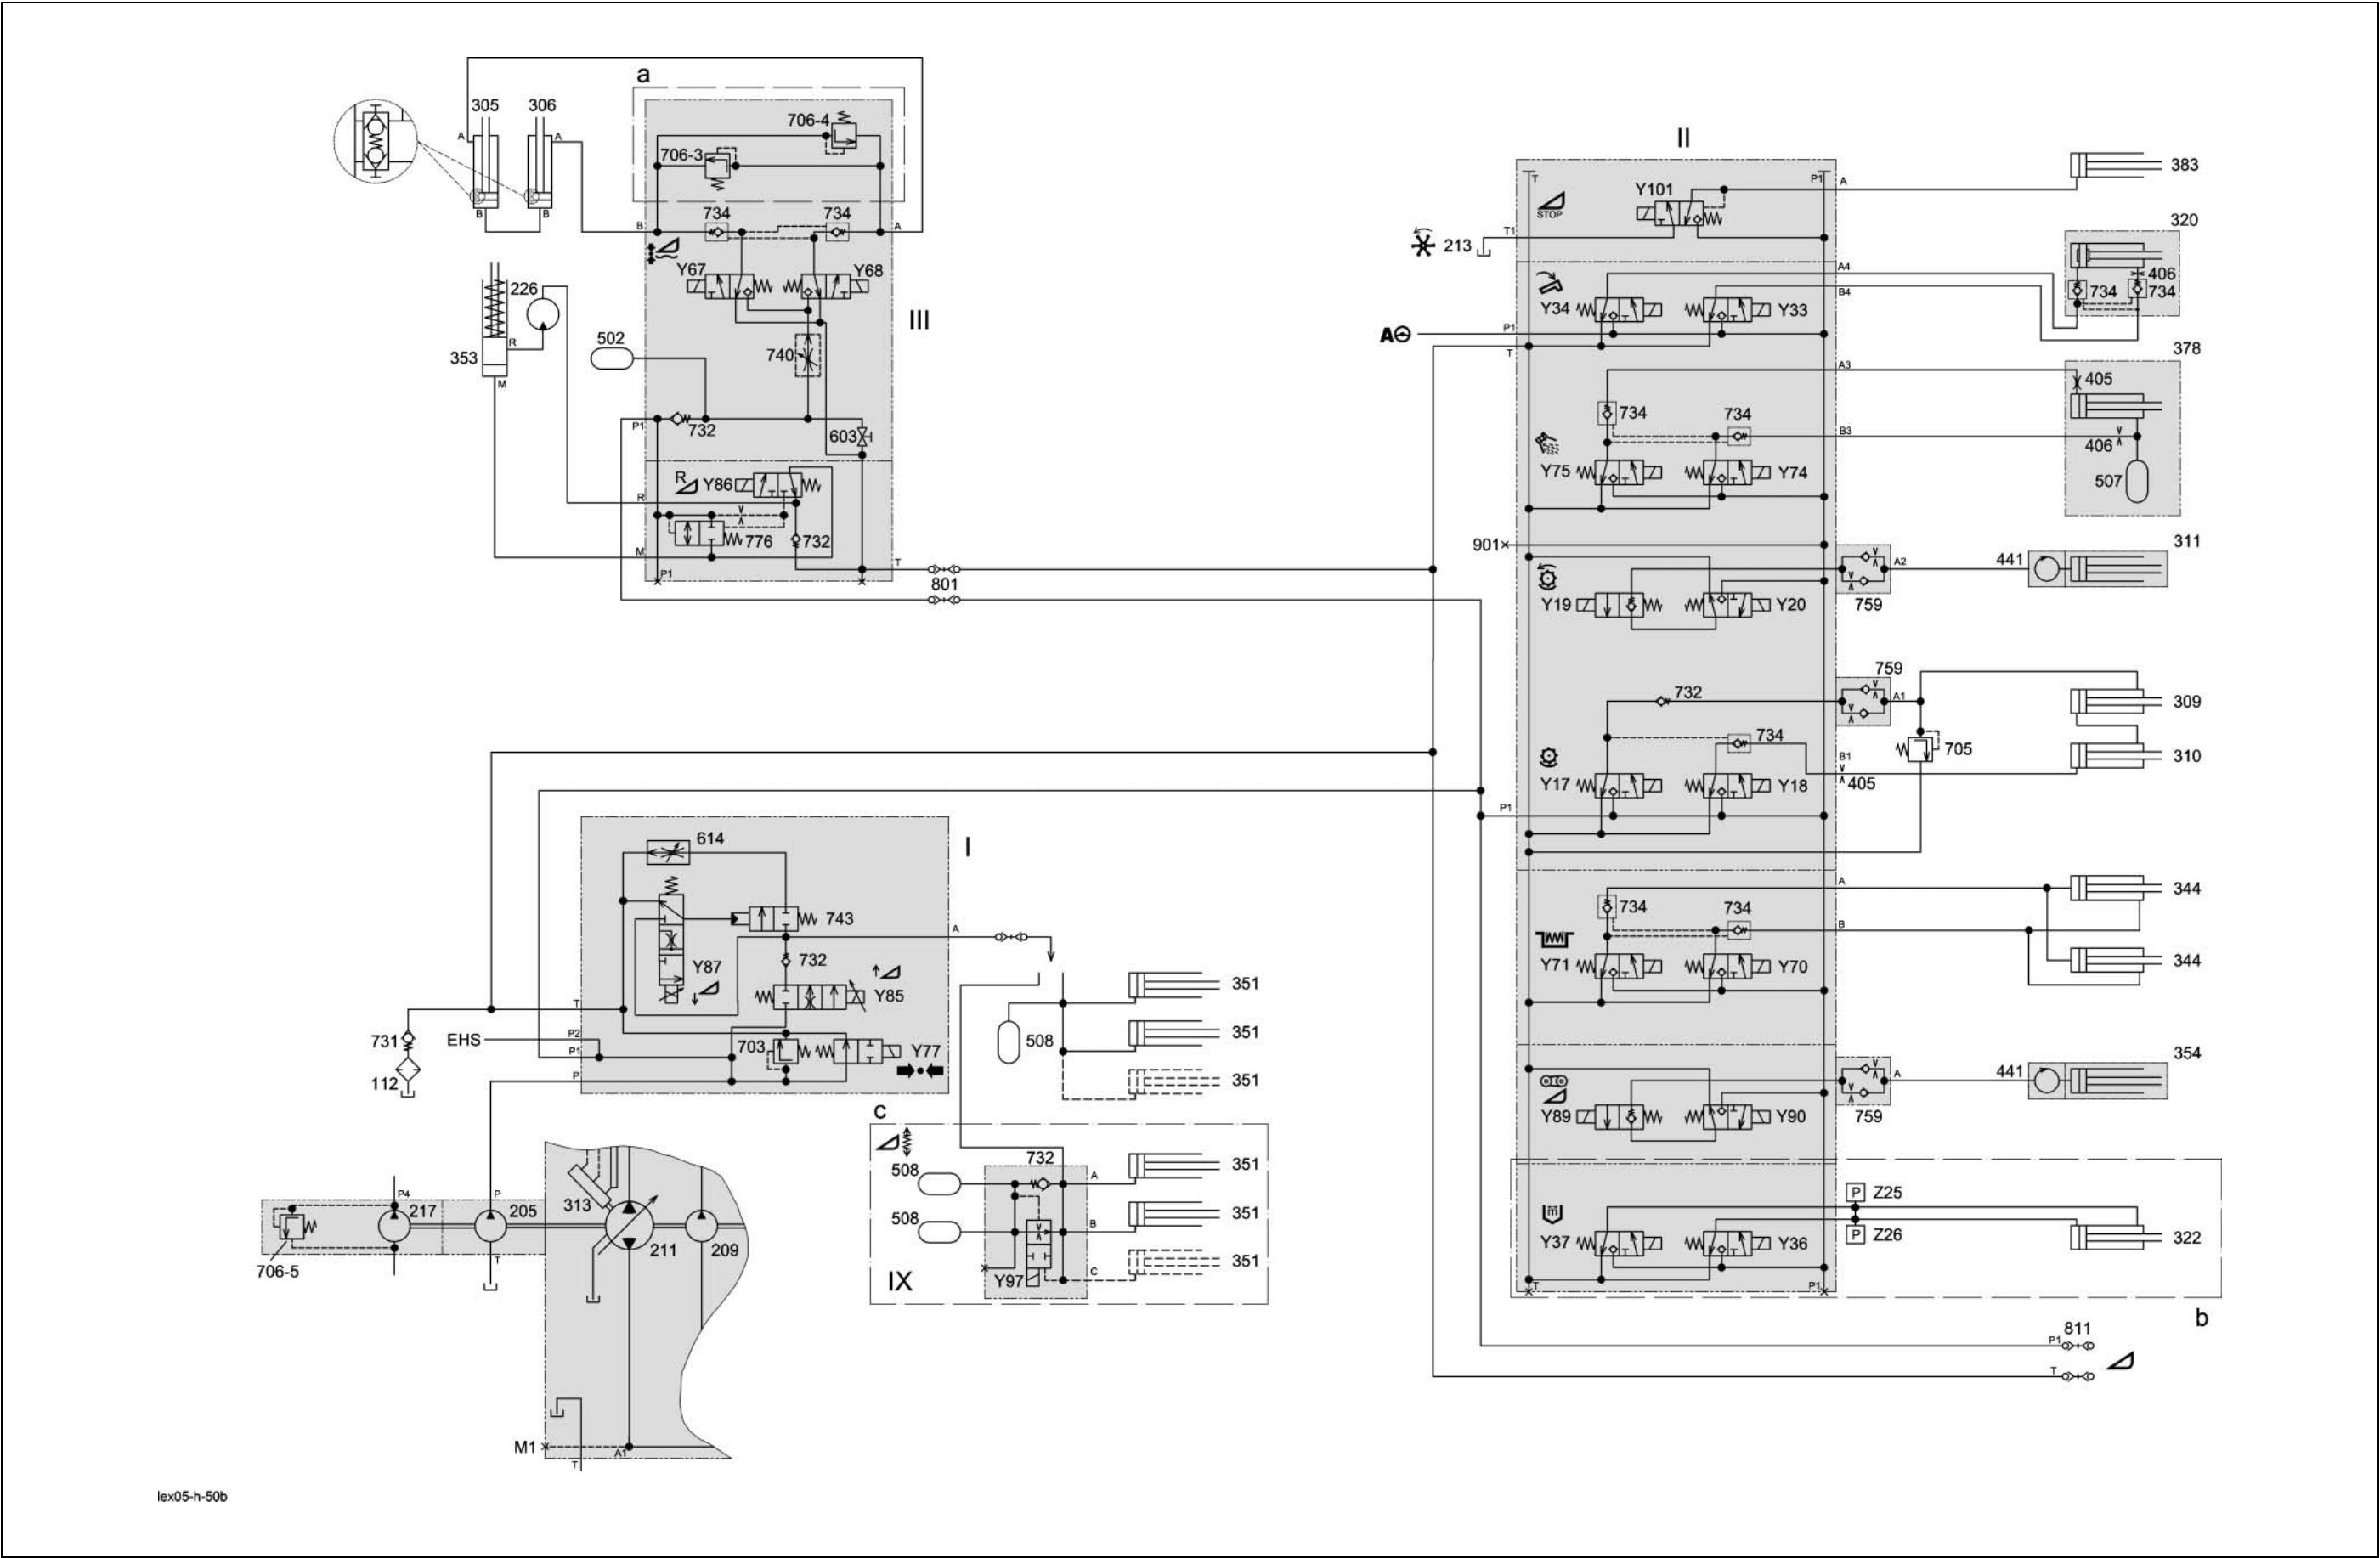 a
305 306
A A
706-4
706-3
B B
734 734
B A
Y67 Y68
III
226
R
353
M
502
740
P1
732
603
R
Y86
R
776 732
M
P1
T
801
II
T
P1
A
383
Y101
STOP
T1
213
320
A4
B4
406
734 734
Y34 Y33
P1
A
T
378
A3
405
734
734
B3
406
Y75 Y74
507
901
311
A2
441
Y19 Y20
759
759
732
A1
309
734
705
310
B1
405
Y17 Y18
P1
614
I
743
A
732
Y87
Y85
T
731
EHS
P2
P1
703
Y77
112
P
351
351
508
351
A
344
734
734
B
344
Y71 Y70
354
A
441
Y89 Y90
759
C
508
732
A
351
508
B
351
C
351
Y97
IX
P Z25
P Z26
Y37 Y36
322
T
P1
b
811
P1
T
P4
217
P
205
313
211
209
T
706-5
M1
A1
T
lex05-h-50b